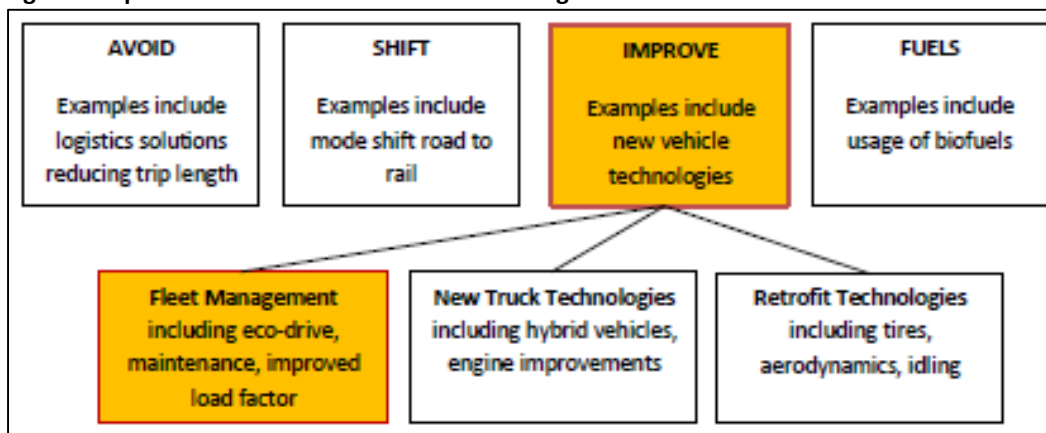 AVOID
Examples include
logistics solutions
reducing trip length
SHIFT
Examples include
mode shift road to
rail
IMPROVE
Examples include
new vehicle
technologies
FUELS
Examples include
usage of biofuels
Fleet Management
including eco-drive,
maintenance, improved
load factor
New Truck Technologies
including hybrid vehicles,
engine improvements
Retrofit Technologies
including tires,
aerodynamics, idling